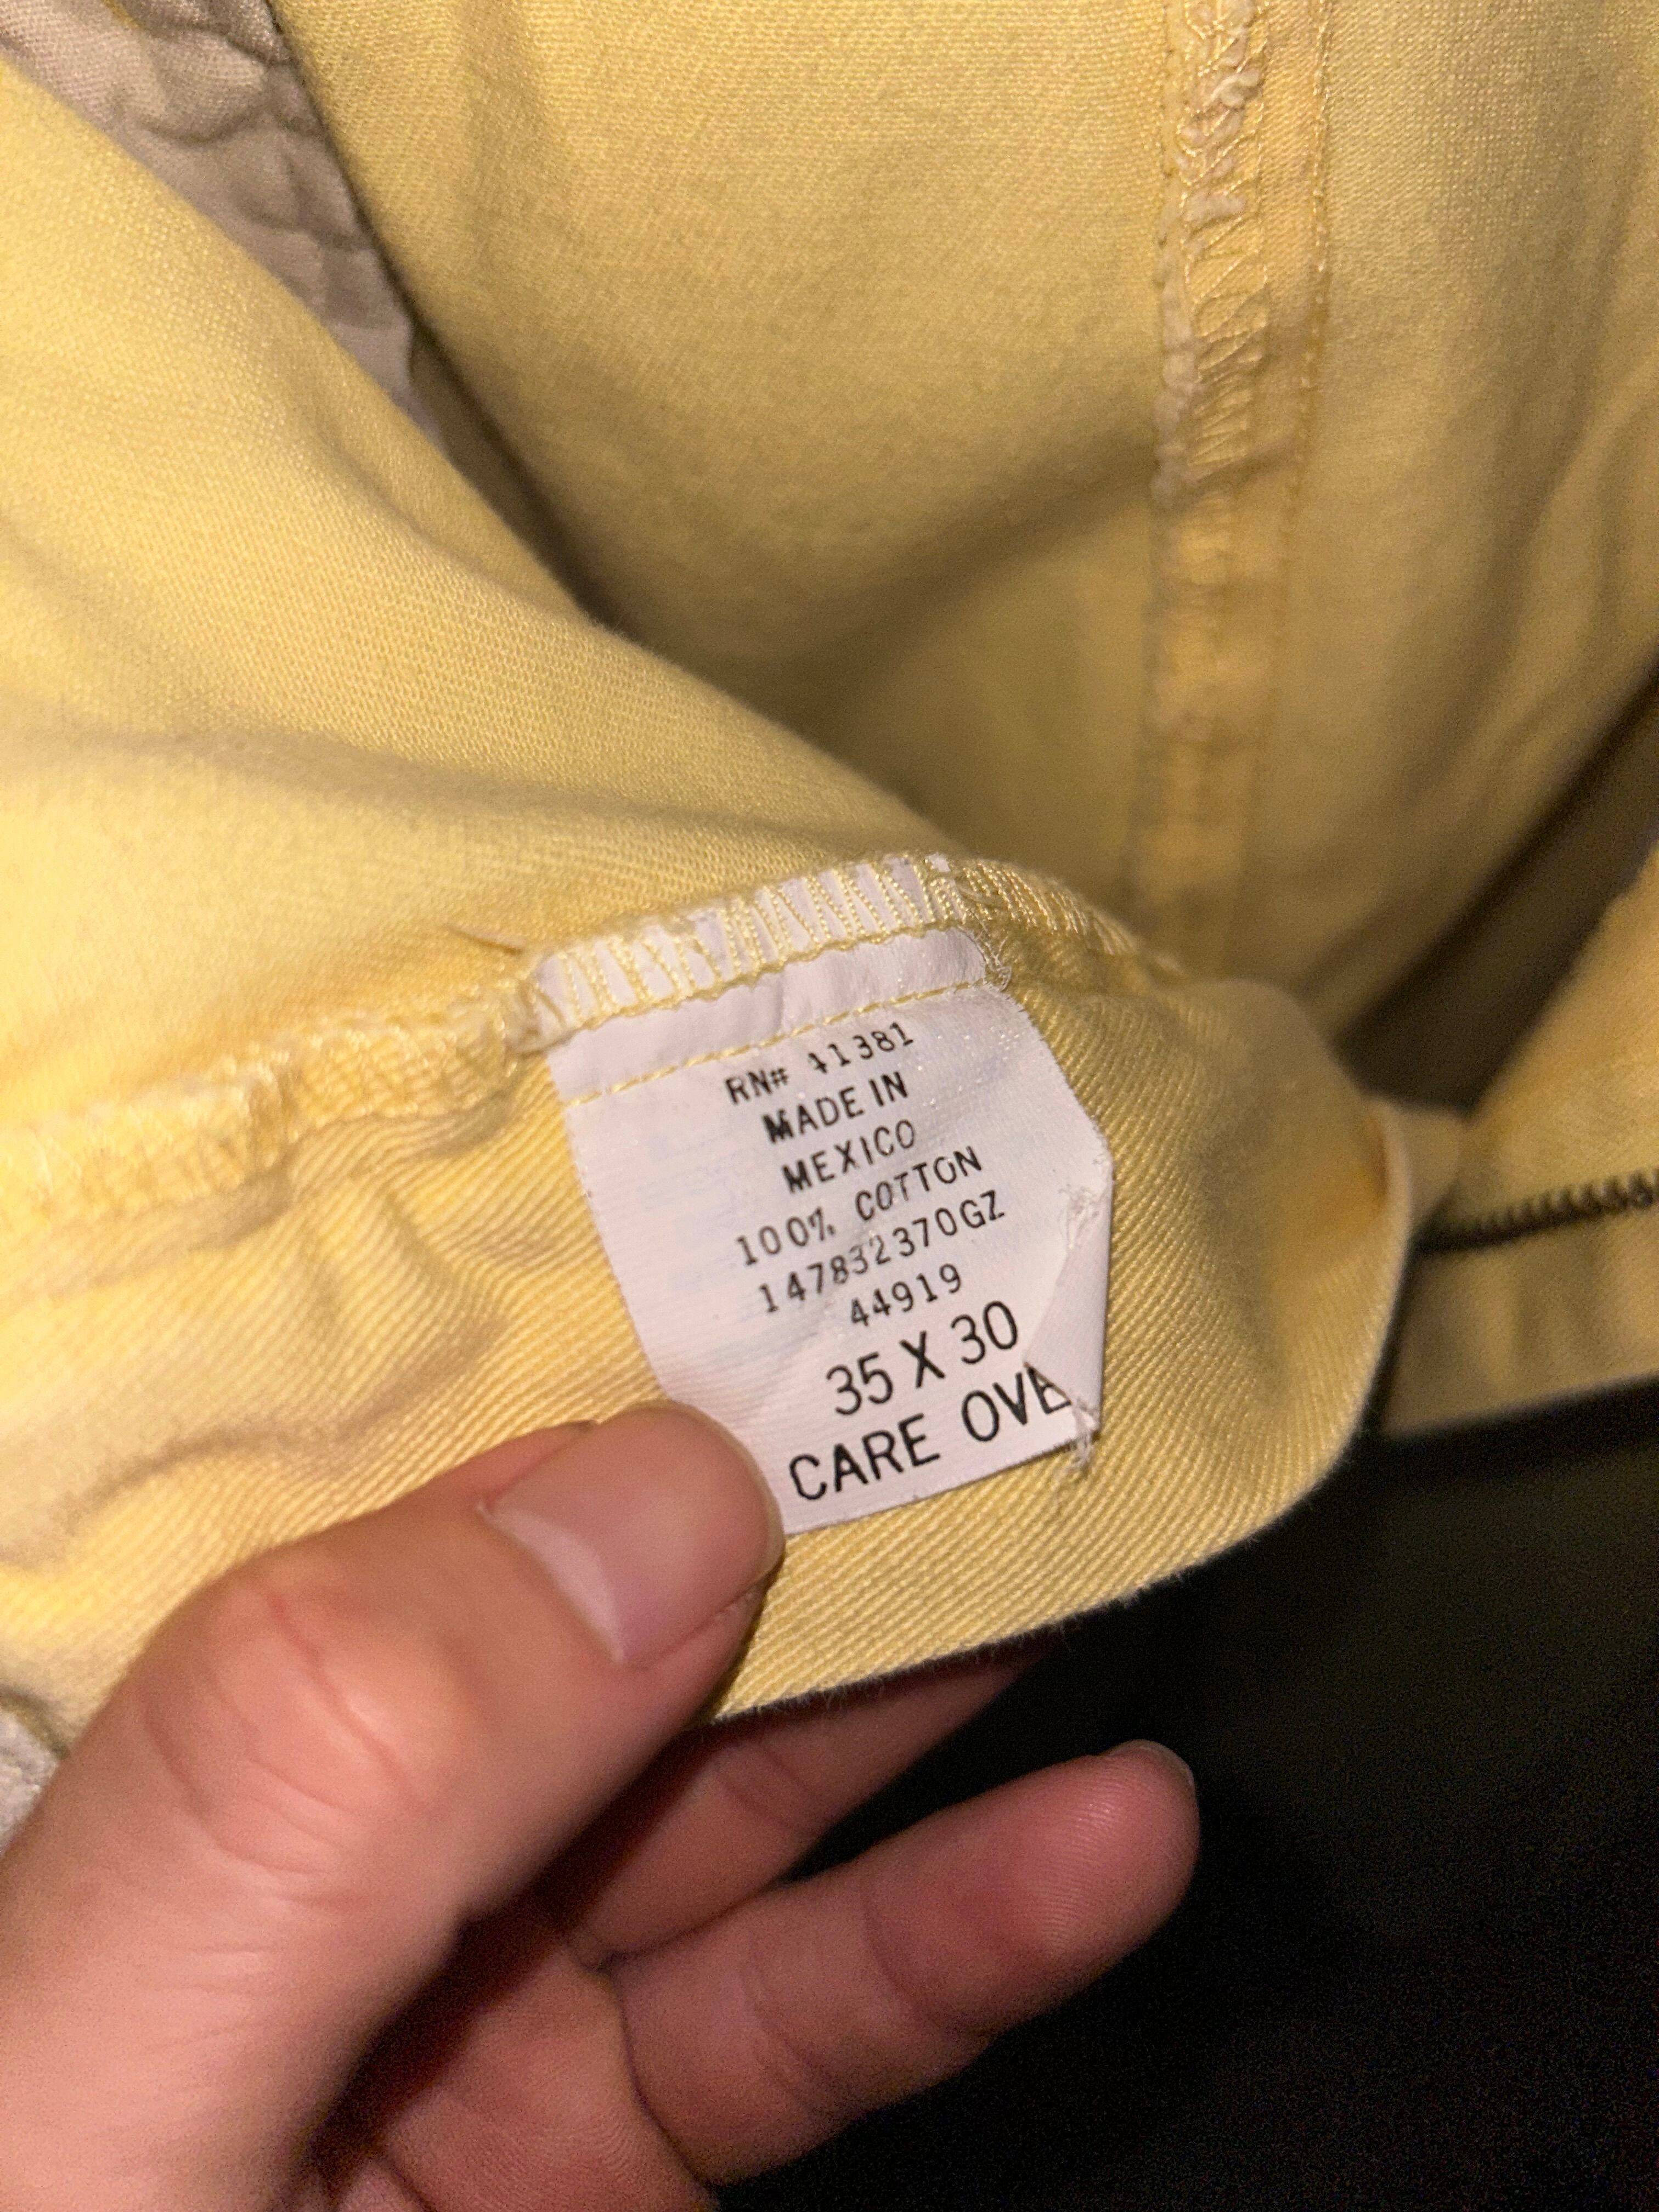 RN# 41381
MADE IN
MEXICO
100% COTTON
147832370GZ
44919
35 X 30
CARE OVE